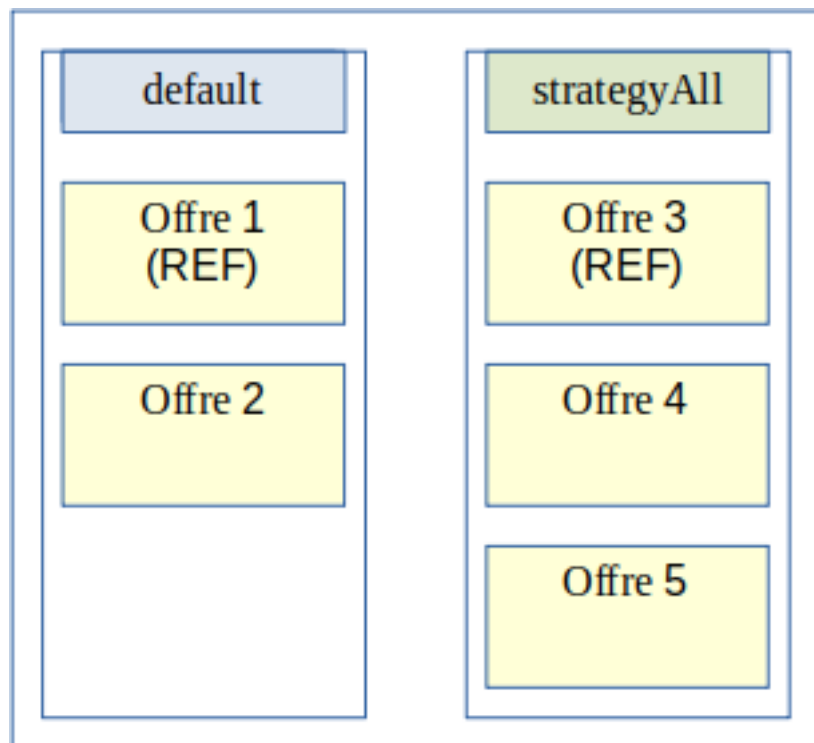 default
Offre 1
(REF)
Offre 2
strategyAll
Offre 3
(REF)
Offre 4
Offre 5